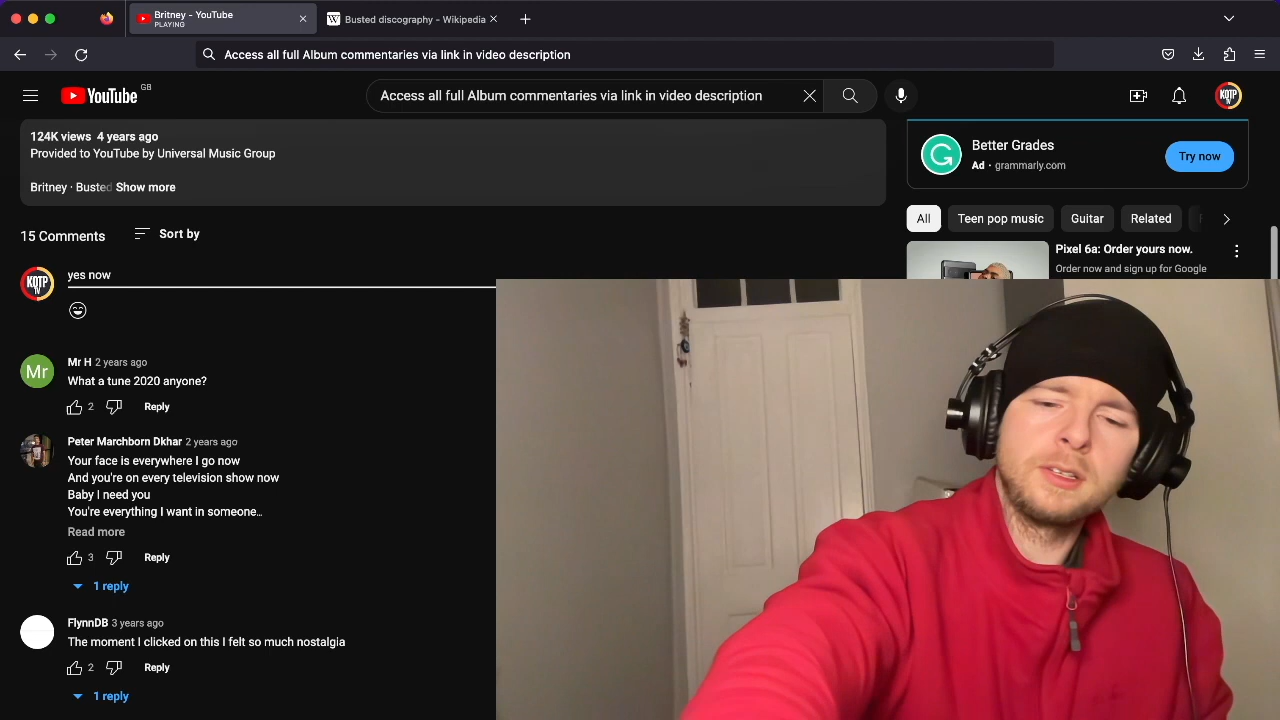 Britney - YouTube
PLAYING
Busted discography - Wikipedia
Access all full Album commentaries via link in video description
YouTube
GB
Access all full Album commentaries via link in video description
KOTP
TV
124K views 4 years ago
Provided to YouTube by Universal Music Group
Britney · Busted Show more
Better Grades
Ad · grammarly.com
Try now
15 Comments
Sort by
All
Teen pop music
Guitar
Related
Pixel 6a: Order yours now.
Order now and sign up for Google
KOTP
TV
yes now
Mr
Mr H 2 years ago
What a tune 2020 anyone?
2
Reply
Peter Marchborn Dkhar 2 years ago
Your face is everywhere I go now
And you're on every television show now
Baby I need you
You're everything I want in someone...
Read more
3
Reply
1 reply
FlynnDB 3 years ago
The moment I clicked on this I felt so much nostalgia
2
Reply
1 reply